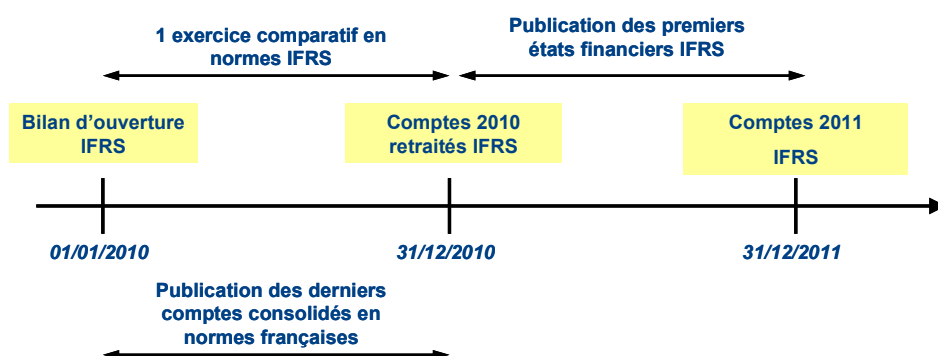 1 exercice comparatif en
normes IFRS
Publication des premiers
états financiers IFRS
Bilan d’ouverture
IFRS
Comptes 2010
retraités IFRS
Comptes 2011
IFRS
01/01/2010
31/12/2010
31/12/2011
Publication des derniers
comptes consolidés en
normes françaises